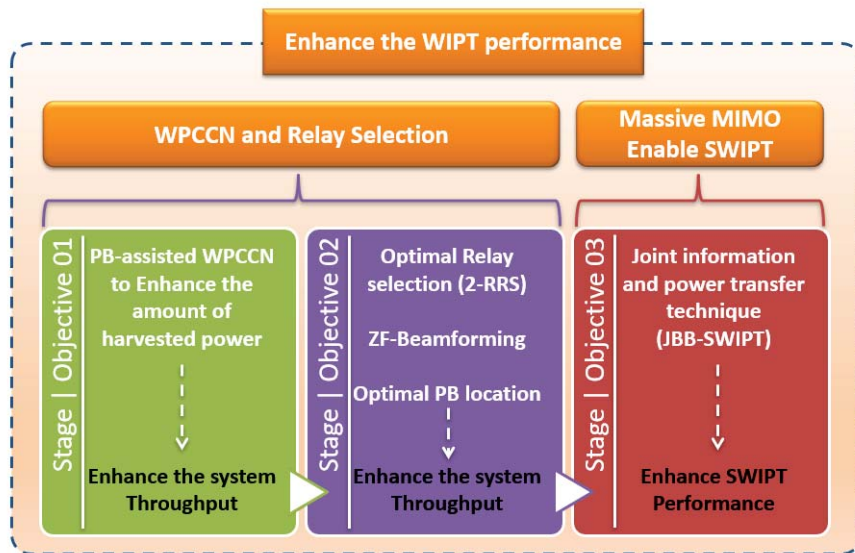 Enhance the WIPT performance
WPCCN and Relay Selection
Massive MIMO
Enable SWIPT
Stage | Objective 01
PB-assisted WPCCN
to Enhance the
amount of
harvested power
Enhance the system
Throughput
Stage | Objective 02
Optimal Relay
selection (2-RRS)
ZF-Beamforming
Optimal PB location
Enhance the system
Throughput
Stage | Objective 03
Joint information
and power transfer
technique
(JBB-SWIPT)
Enhance SWIPT
Performance